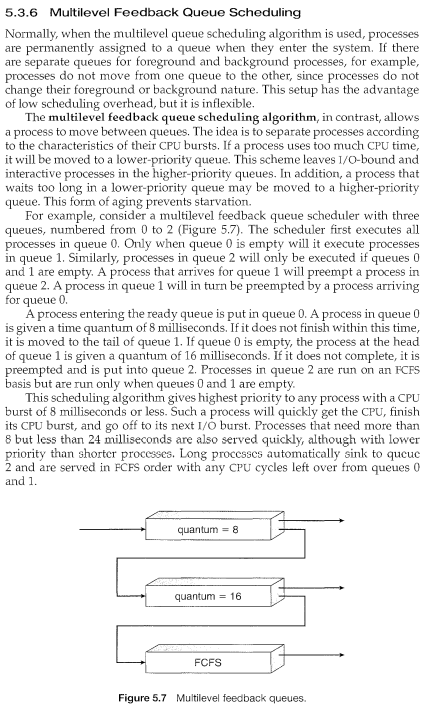 5.3.6 Multilevel Feedback Queue Scheduling
Normally, when the multilevel queue scheduling algorithm is used, processes
are permanently assigned to a queue when they enter the system. If there
are separate queues for foreground and background processes, for example,
processes do not move from one queue to the other, since processes do not
change their foreground or background nature. This setup has the advantage
of low scheduling overhead, but it is inflexible.
The multilevel feedback queue scheduling algorithm, in contrast, allows
a process to move between queues. The idea is to separate processes according
to the characteristics of their CPU bursts. If a process uses too much CPU time,
it will be moved to a lower-priority queue. This scheme leaves I/O-bound and
interactive processes in the higher-priority queues. In addition, a process that
waits too long in a lower-priority queue may be moved to a higher-priority
queue. This form of aging prevents starvation.
For example, consider a multilevel feedback queue scheduler with three
queues, numbered from 0 to 2 (Figure 5.7). The scheduler first executes all
processes in queue 0. Only when queue 0 is empty will it execute processes
in queue 1. Similarly, processes in queue 2 will only be executed if queues 0
and 1 are empty. A process that arrives for queue 1 will preempt a process in
queue 2. A process in queue 1 will in turn be preempted by a process arriving
for queue 0.
A process entering the ready queue is put in queue 0. A process in queue 0
is given a time quantum of 8 milliseconds. If it does not finish within this time,
it is moved to the tail of queue 1. If queue 0 is empty, the process at the head
of queue 1 is given a quantum of 16 milliseconds. If it does not complete, it is
preempted and is put into queue 2. Processes in queue 2 are run on an FCFS
basis but are run only when queues 0 and 1 are empty.
This scheduling algorithm gives highest priority to any process with a CPU
burst of 8 milliseconds or less. Such a process will quickly get the CPU, finish
its CPU burst, and go off to its next I/O burst. Processes that need more than
8 but less than 24 milliseconds are also served quickly, although with lower
priority than shorter processes. Long processes automatically sink to queue
2 and are served in FCFS order with any CPU cycles left over from queues 0
and 1.
quantum = 8
quantum = 16
FCFS
Figure 5.7 Multilevel feedback queues.